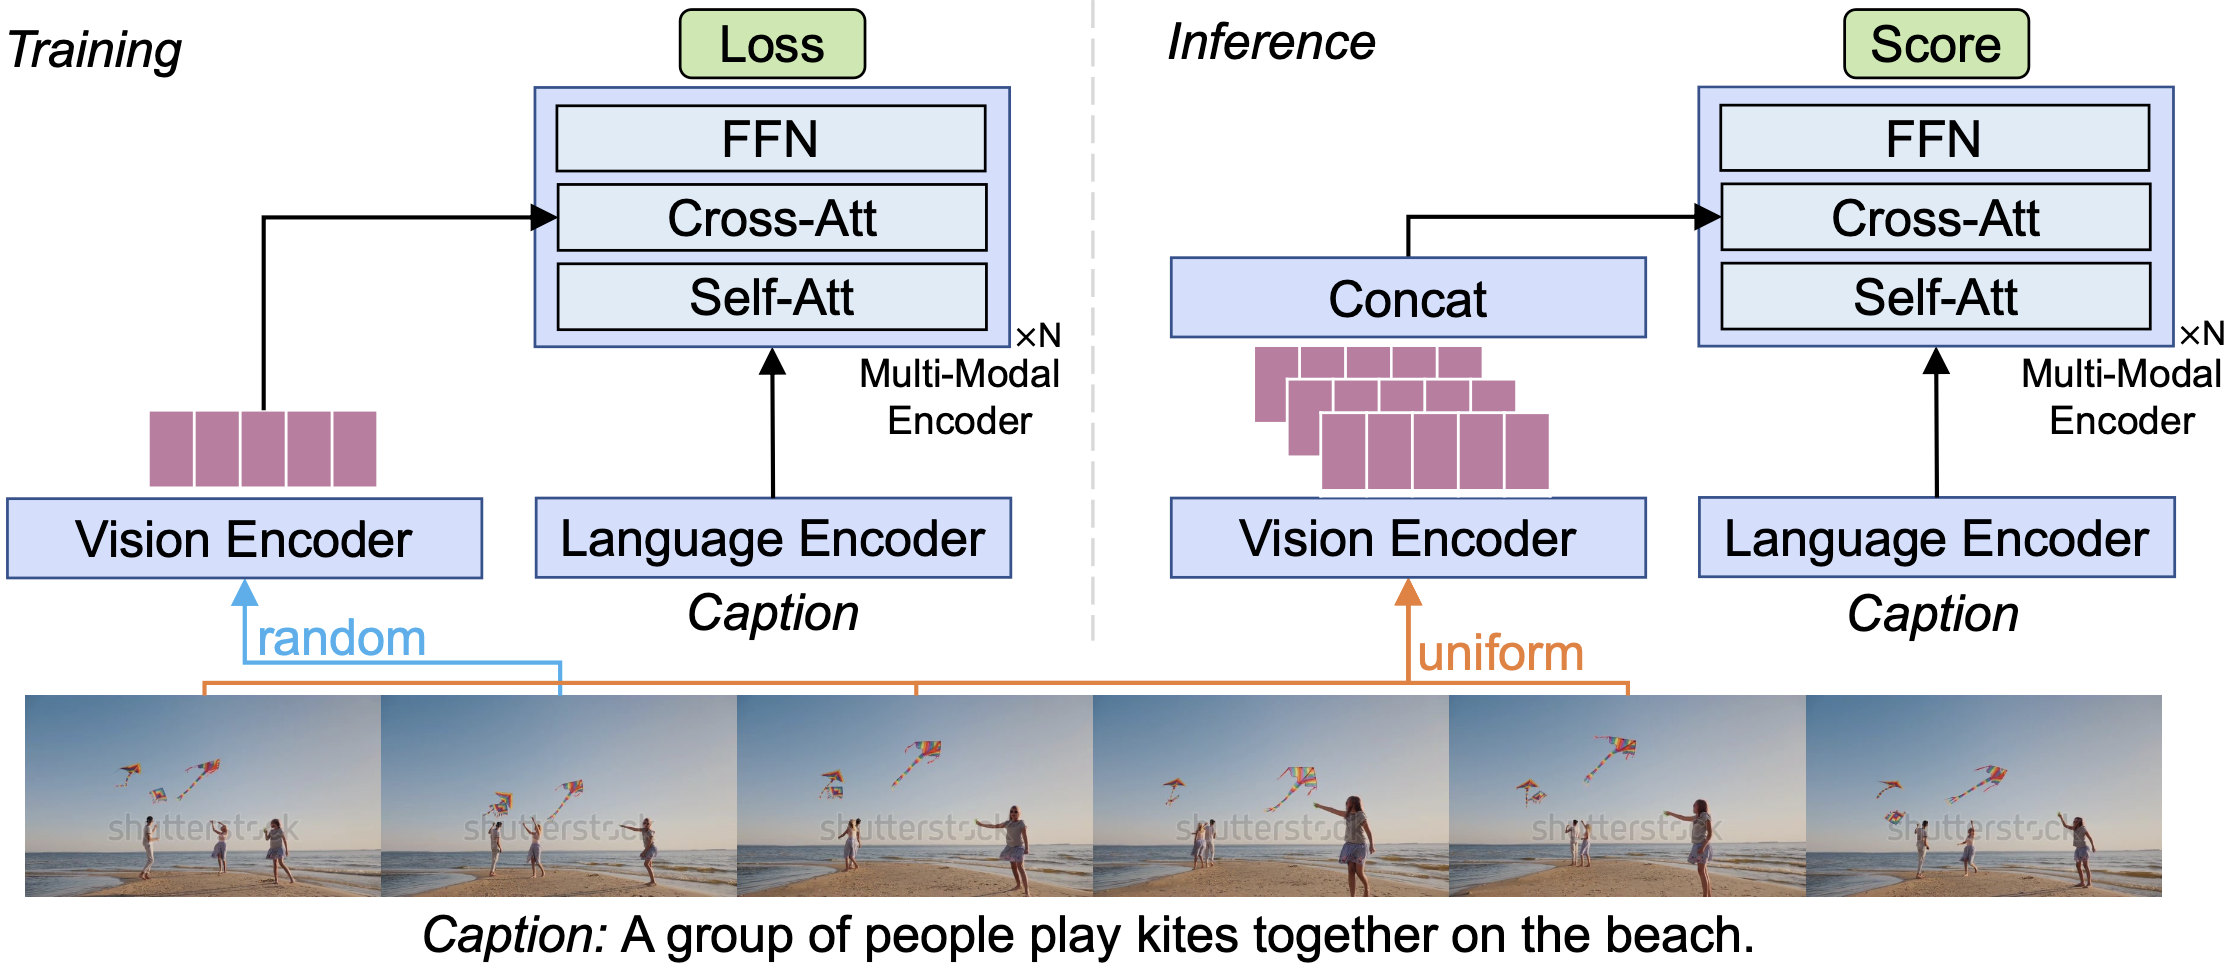 Training
Loss
FFN
Cross-Att
Self-Att
×N
Multi-Modal
Encoder
Vision Encoder
Language Encoder
Caption
random
Inference
Score
FFN
Cross-Att
Self-Att
×N
Multi-Modal
Encoder
Concat
Vision Encoder
Language Encoder
Caption
uniform
shutterstock
shutterstock
shutterstock
shutterstock
shutterstock
shutterstock
Caption: A group of people play kites together on the beach.